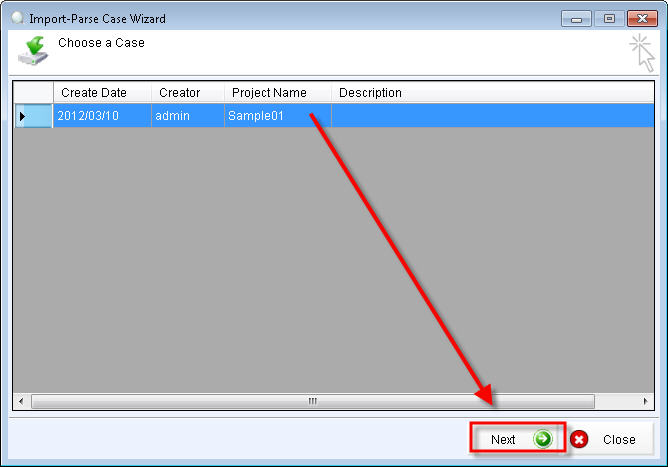 Import-Parse Case Wizard
Choose a Case
Create Date Creator Project Name Description
2012/03/10 admin Sample01
Next Close